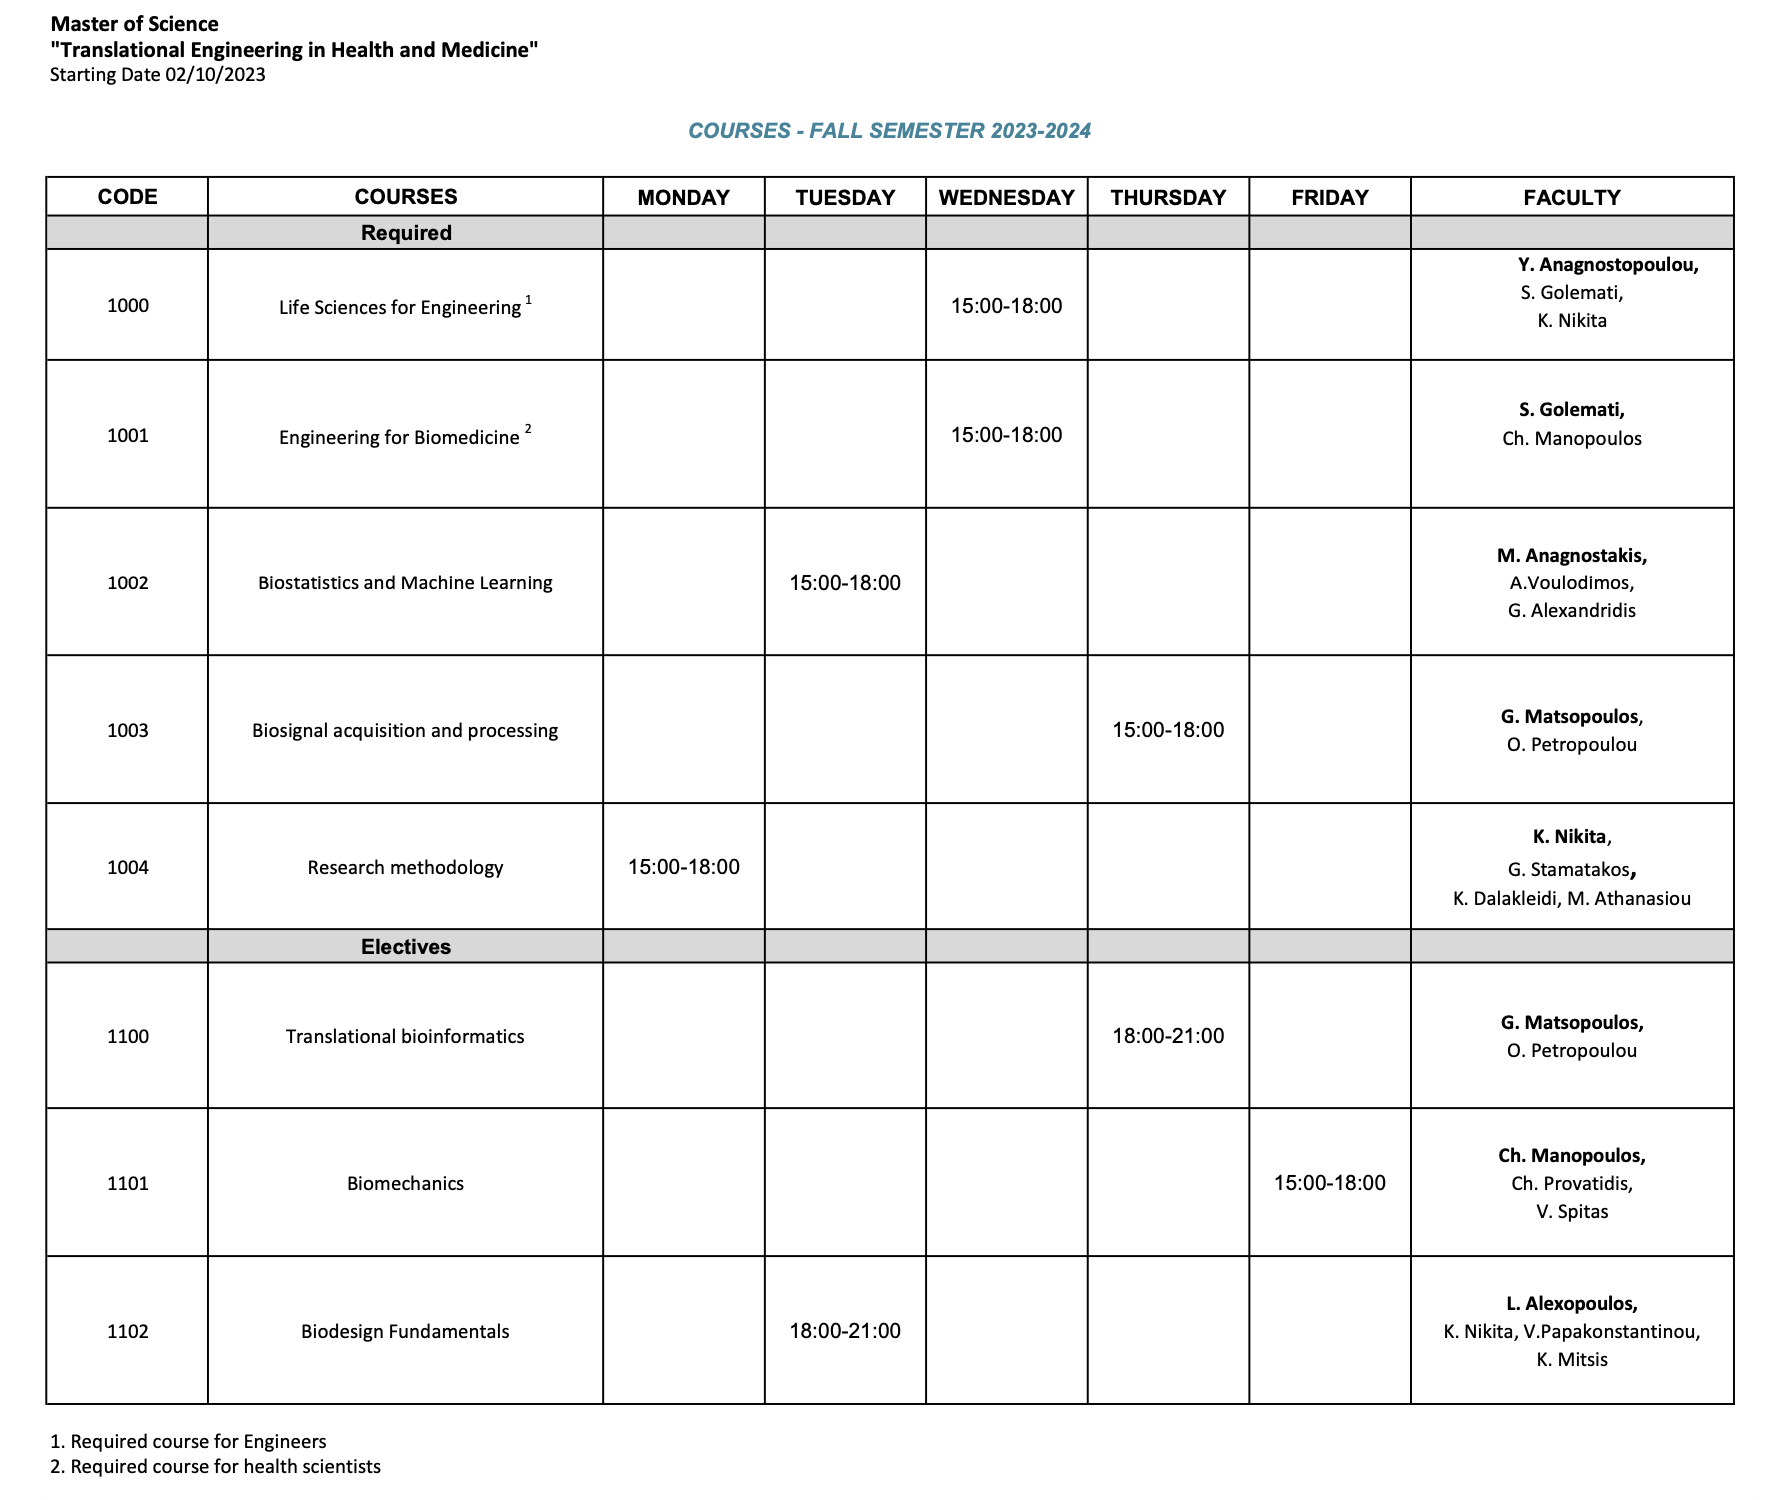 Master of Science
"Translational Engineering in Health and Medicine"
Starting Date 02/10/2023
COURSES - FALL SEMESTER 2023-2024
CODE COURSES MONDAY TUESDAY WEDNESDAY THURSDAY FRIDAY FACULTY
Required
1000 Life Sciences for Engineering 1 15:00-18:00 Y. Anagnostopoulou,
S. Golemati,
K. Nikita
1001 Engineering for Biomedicine 2 15:00-18:00 S. Golemati,
Ch. Manopoulos
1002 Biostatistics and Machine Learning 15:00-18:00 M. Anagnostakis,
A.Voulodimos,
G. Alexandridis
1003 Biosignal acquisition and processing 15:00-18:00 G. Matsopoulos,
O. Petropoulou
1004 Research methodology 15:00-18:00 K. Nikita,
G. Stamatakos,
K. Dalakleidi, M. Athanasiou
Electives
1100 Translational bioinformatics 18:00-21:00 G. Matsopoulos,
O. Petropoulou
1101 Biomechanics 15:00-18:00 Ch. Manopoulos,
Ch. Provatidis,
V. Spitas
1102 Biodesign Fundamentals 18:00-21:00 L. Alexopoulos,
K. Nikita, V.Papakonstantinou,
K. Mitsis
1. Required course for Engineers
2. Required course for health scientists